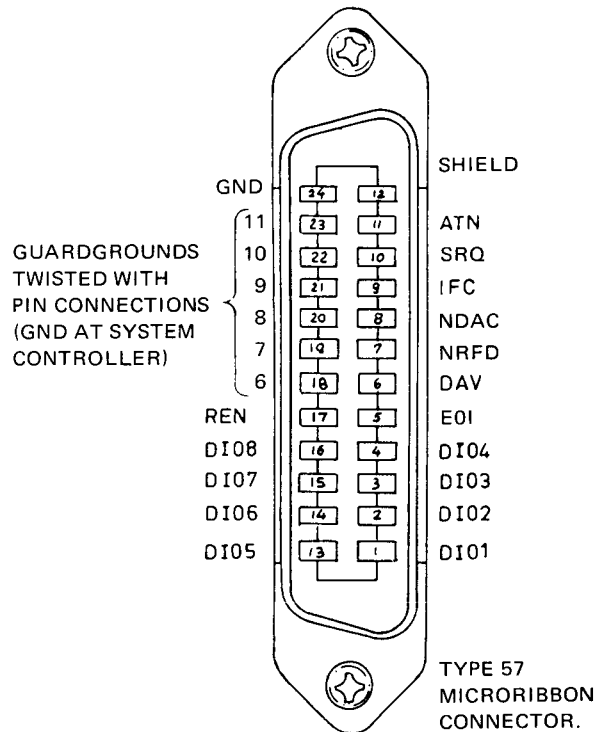 SHIELD
GND 24 12
11 23 11 ATN
10 22 10 SRQ
9 21 9 IFC
8 20 8 NDAC
7 19 7 NRFD
6 18 6 DAV
GUARDGROUNDS
TWISTED WITH
PIN CONNECTIONS
(GND AT SYSTEM
CONTROLLER)
REN 17 5 EOI
DIO8 16 4 DIO4
DIO7 15 3 DIO3
DIO6 14 2 DIO2
DIO5 13 1 DIO1
TYPE 57
MICRORIBBON
CONNECTOR.